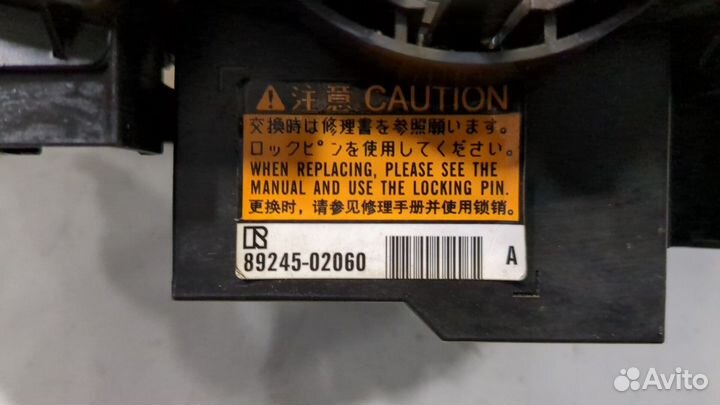 ⚠注意 CAUTION
交換時は修理書を参照願います。
ロックピンを使用してください。
WHEN REPLACING, PLEASE SEE THE
MANUAL AND USE THE LOCKING PIN.
更换时，请参见修理手册并使用锁销。
89245-02060 A
Avito